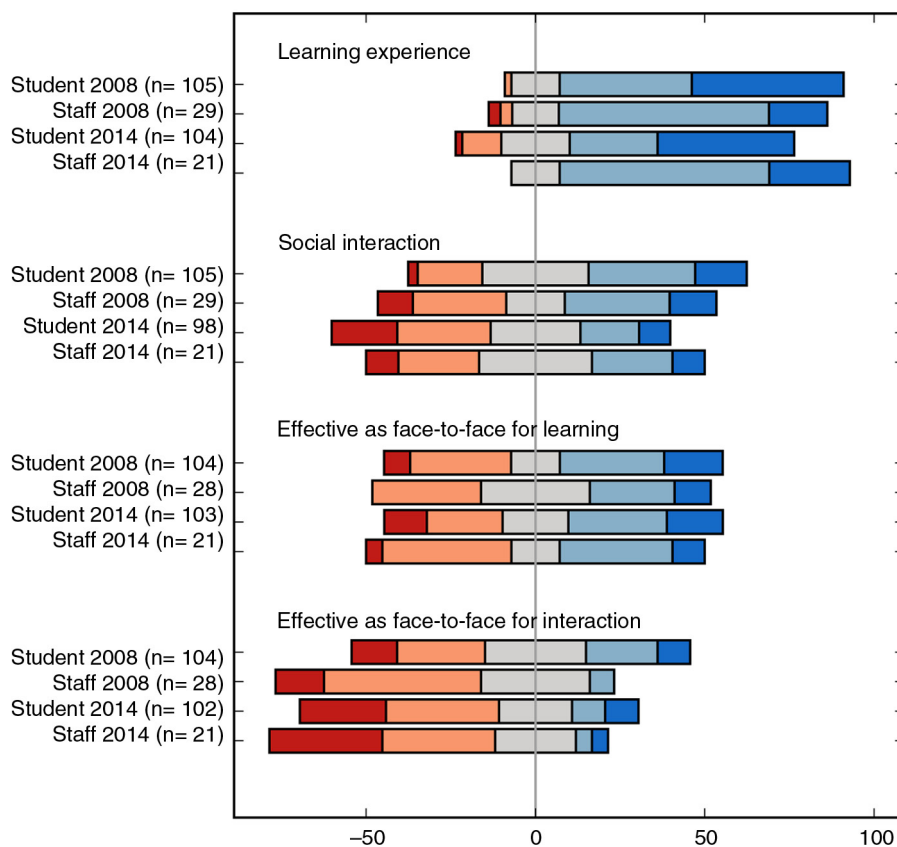 Learning experience
Student 2008 (n= 105)
Staff 2008 (n= 29)
Student 2014 (n= 104)
Staff 2014 (n= 21)
Social interaction
Student 2008 (n= 105)
Staff 2008 (n= 29)
Student 2014 (n= 98)
Staff 2014 (n= 21)
Effective as face-to-face for learning
Student 2008 (n= 104)
Staff 2008 (n= 28)
Student 2014 (n= 103)
Staff 2014 (n= 21)
Effective as face-to-face for interaction
Student 2008 (n= 104)
Staff 2008 (n= 28)
Student 2014 (n= 102)
Staff 2014 (n= 21)
–50 0 50 100